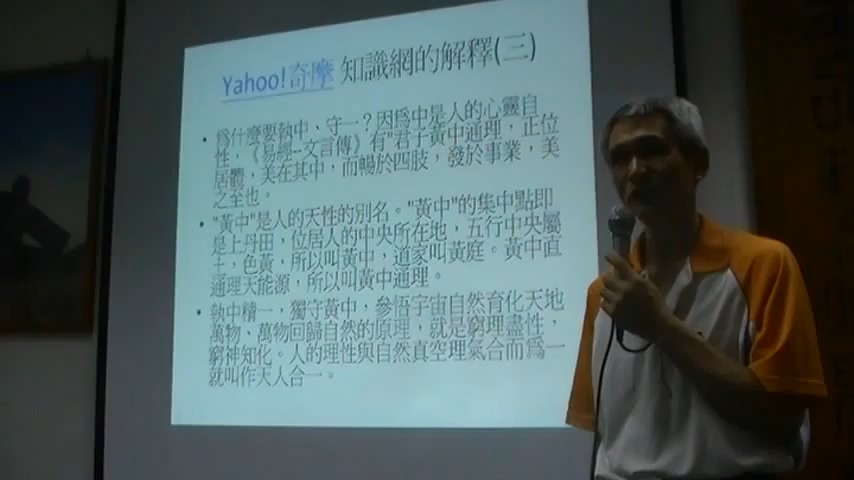 Yahoo!奇摩 知識網的解釋(三)
• 為什麼要執中、守一？因為中是人的心靈自
性，《易經–文言傳》有"君子黃中通理，正位
居體，美在其中，而暢於四肢，發於事業，美
之至也。
• "黃中"是人的天性的別名。"黃中"的集中點即
是上丹田，位居人的中央所在地，五行中央屬
土，色黃，所以叫黃中，道家叫黃庭。黃中直
通理天能源，所以叫黃中通理。
• 執中精一，獨守黃中，參悟宇宙自然育化天地
萬物、萬物回歸自然的原理，就是窮理盡性，
窮神知化。人的理性與自然真空理氣合而為一
就叫作天人合一。